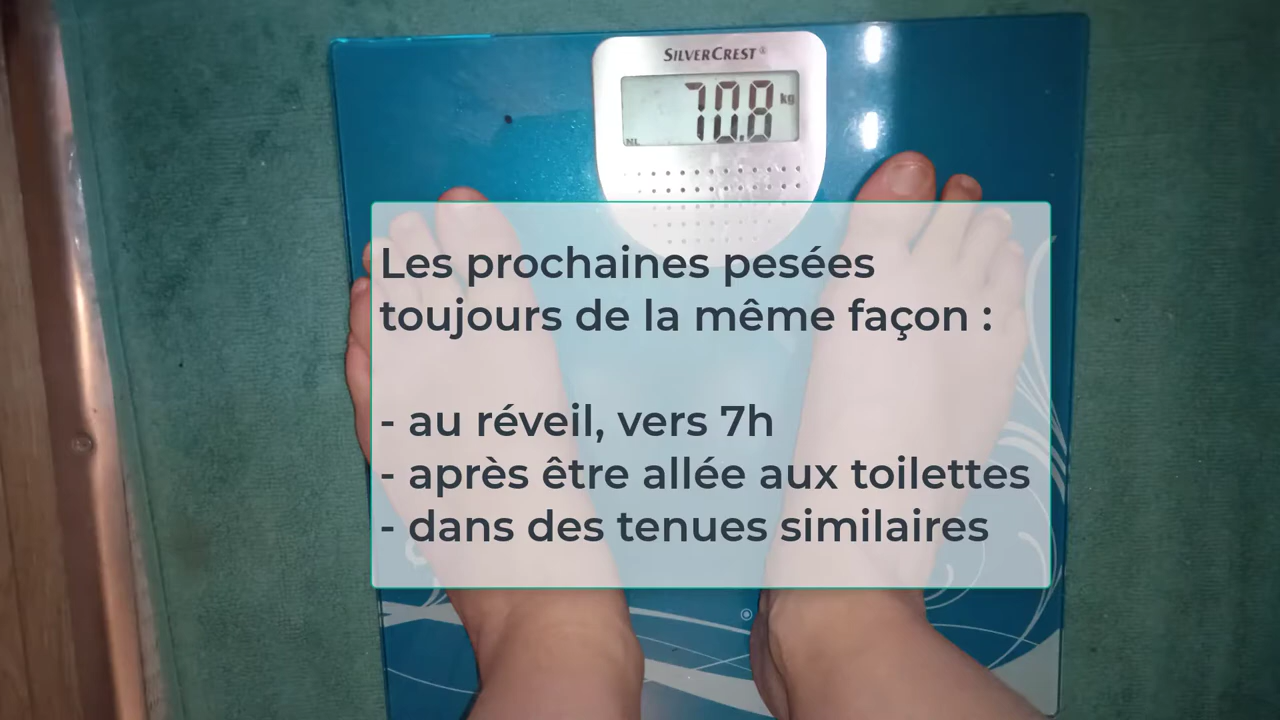 SILVERCREST®
70.8 kg
NL
Les prochaines pesées
toujours de la même façon :
- au réveil, vers 7h
- après être allée aux toilettes
- dans des tenues similaires